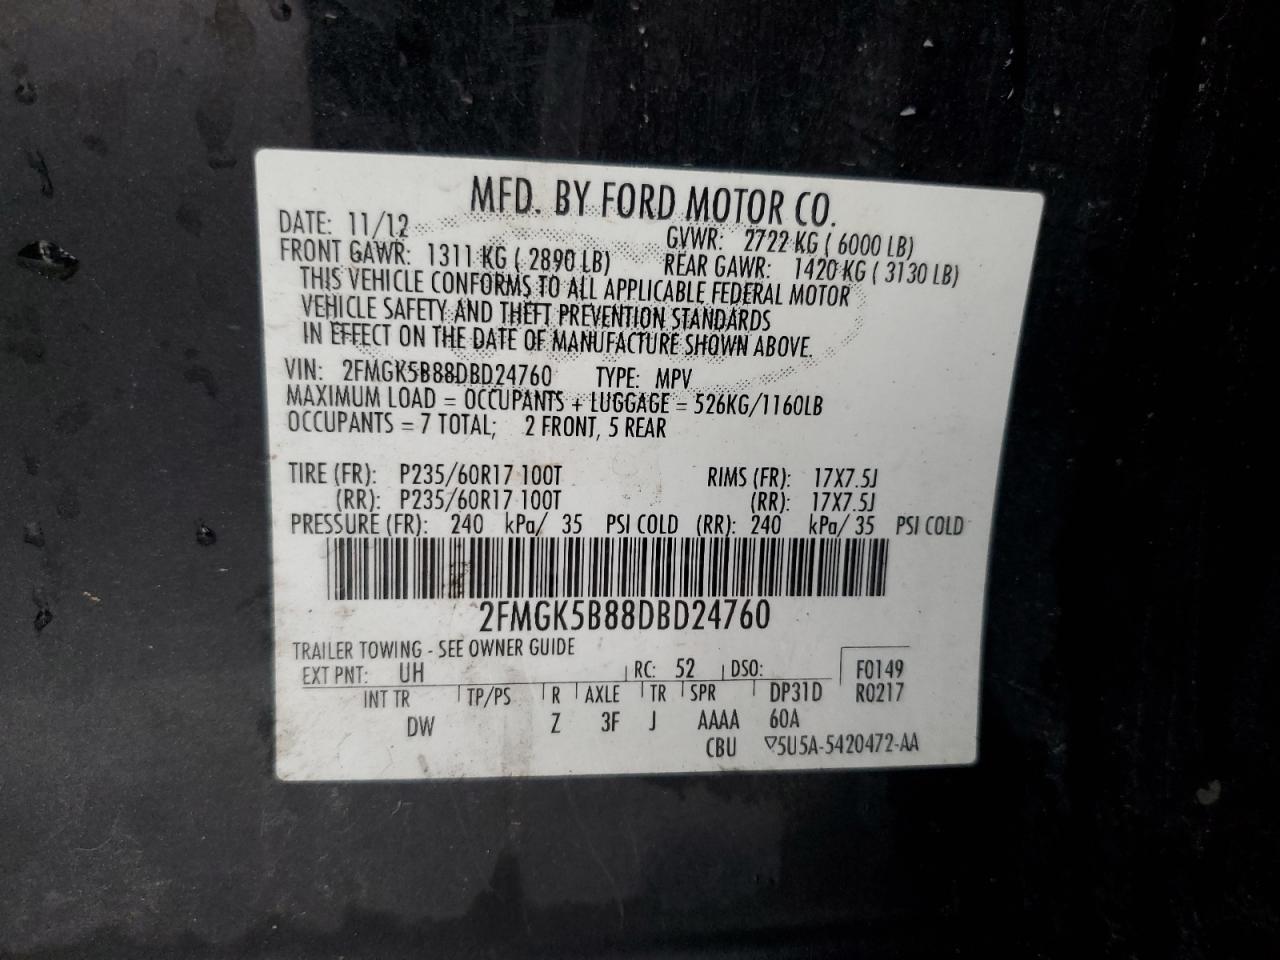 MFD. BY FORD MOTOR CO.
DATE: 11/12 GVWR: 2722 KG ( 6000 LB)
FRONT GAWR: 1311 KG ( 2890 LB) REAR GAWR: 1420 KG ( 3130 LB)
THIS VEHICLE CONFORMS TO ALL APPLICABLE FEDERAL MOTOR
VEHICLE SAFETY AND THEFT PREVENTION STANDARDS
IN EFFECT ON THE DATE OF MANUFACTURE SHOWN ABOVE.
VIN: 2FMGK5B88DBD24760 TYPE: MPV
MAXIMUM LOAD = OCCUPANTS + LUGGAGE = 526KG/1160LB
OCCUPANTS = 7 TOTAL; 2 FRONT, 5 REAR
TIRE (FR): P235/60R17 100T RIMS (FR): 17X7.5J
(RR): P235/60R17 100T (RR): 17X7.5J
PRESSURE (FR): 240 kPa/ 35 PSI COLD (RR): 240 kPa/ 35 PSI COLD
2FMGK5B88DBD24760
TRAILER TOWING - SEE OWNER GUIDE
EXT PNT: UH RC: 52 DSO: F0149
INT TR TP/PS R AXLE TR SPR DP31D R0217
DW Z 3F J AAAA 60A
CBU ▽5U5A-5420472-AA